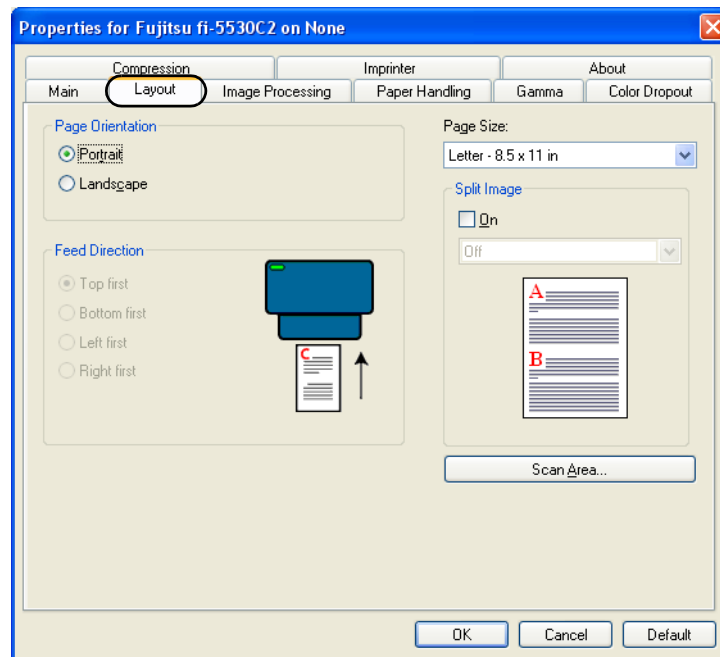 Properties for Fujitsu fi-5530C2 on None
Compression Imprinter About
Main Layout Image Processing Paper Handling Gamma Color Dropout
Page Orientation
Portrait
Landscape
Page Size:
Letter - 8.5 x 11 in
Split Image
On
Off
A
B
Feed Direction
Top first
Bottom first
Left first
Right first
C
Scan Area...
OK Cancel Default